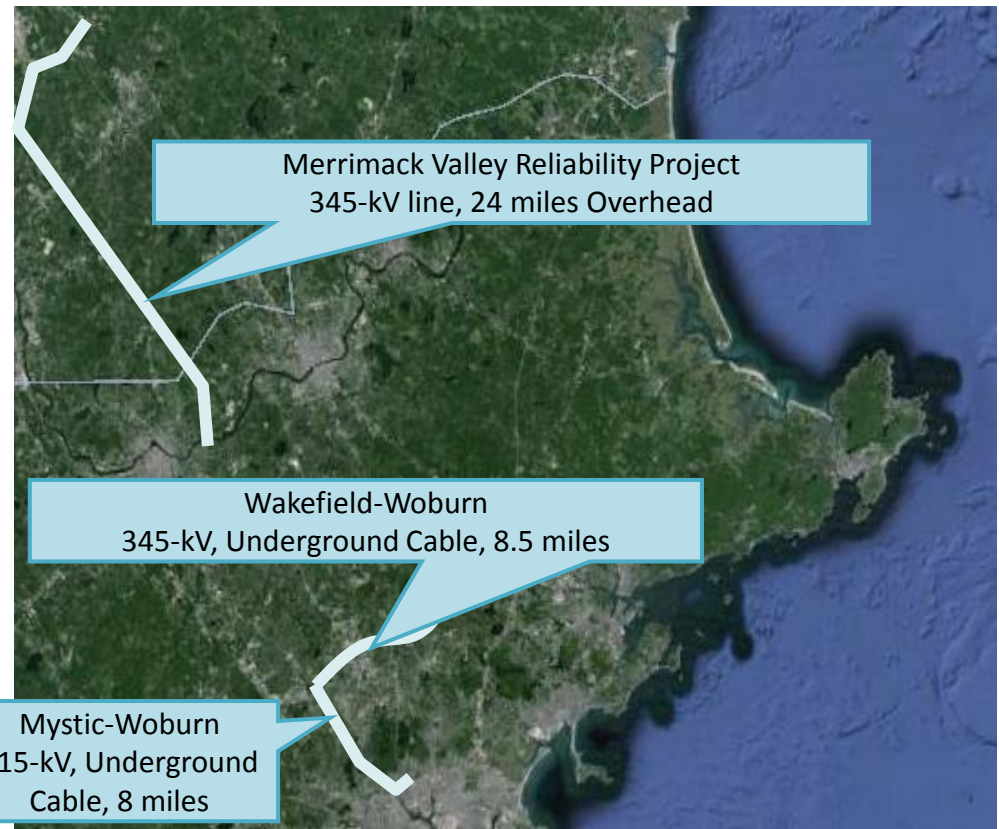 Merrimack Valley Reliability Project
345-kV line, 24 miles Overhead
Wakefield-Woburn
345-kV, Underground Cable, 8.5 miles
Mystic-Woburn
15-kV, Underground
Cable, 8 miles